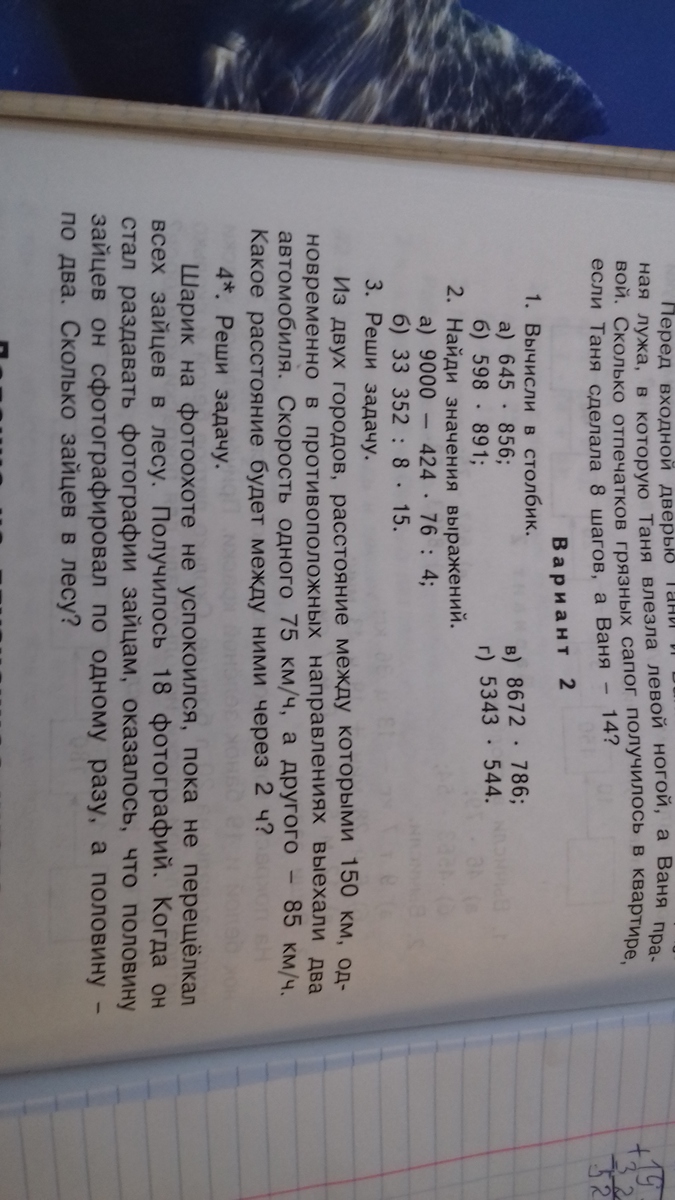 Перед входной дверью Тани и
ная лужа, в которую Таня влезла левой ногой, а Ваня пра-
вой. Сколько отпечатков грязных сапог получилось в квартире,
если Таня сделала 8 шагов, а Ваня – 14?
Вариант 2
1. Вычисли в столбик.
а) 645 · 856; в) 8672 · 786;
б) 598 · 891; г) 5343 · 544.
2. Найди значения выражений.
а) 9000 – 424 · 76 : 4;
б) 33 352 : 8 · 15.
3. Реши задачу.
Из двух городов, расстояние между которыми 150 км, од-
новременно в противоположных направлениях выехали два
автомобиля. Скорость одного 75 км/ч, а другого – 85 км/ч.
Какое расстояние будет между ними через 2 ч?
4*. Реши задачу.
Шарик на фотоохоте не успокоился, пока не перещёлкал
всех зайцев в лесу. Получилось 18 фотографий. Когда он
стал раздавать фотографии зайцам, оказалось, что половину
зайцев он сфотографировал по одному разу, а половину –
по два. Сколько зайцев в лесу?